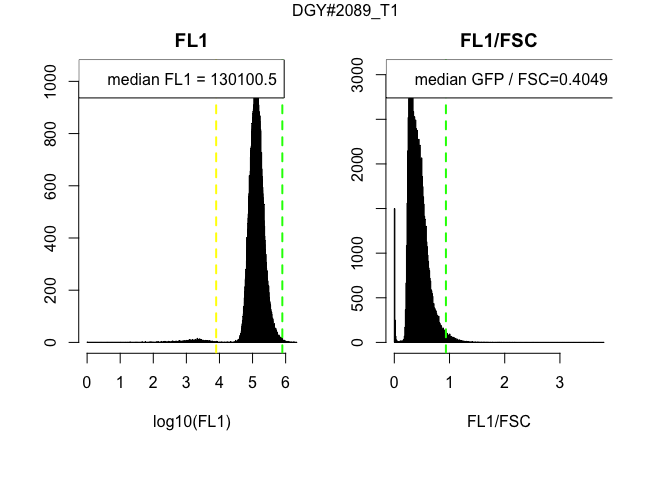 DGY#2089_T1
FL1
median FL1 = 130100.5
0
200
400
600
800
1000
0 1 2 3 4 5 6
log10(FL1)
FL1/FSC
median GFP / FSC=0.4049
0
500
1000
2000
3000
0 1 2 3
FL1/FSC